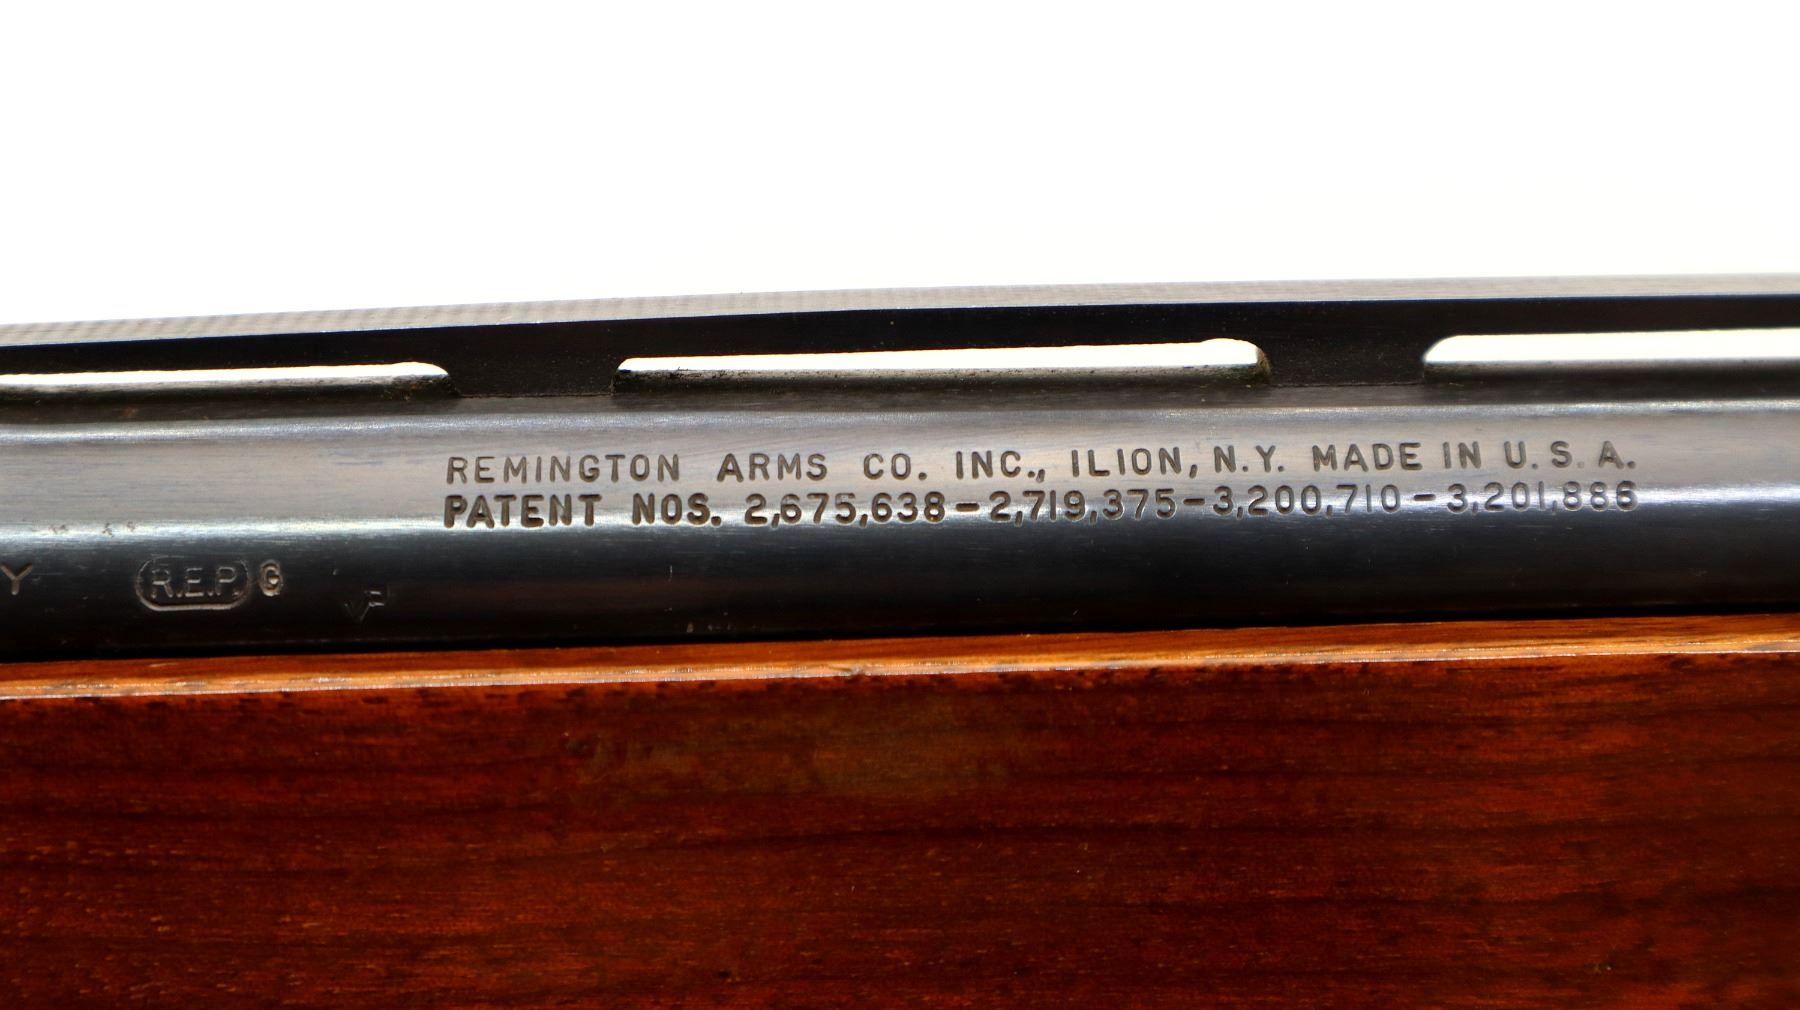 REMINGTON ARMS CO. INC., ILION, N.Y. MADE IN U.S.A.
PATENT NOS. 2,675,638-2,719,375-3,200,710-3,201,886
Y R.E.P. G